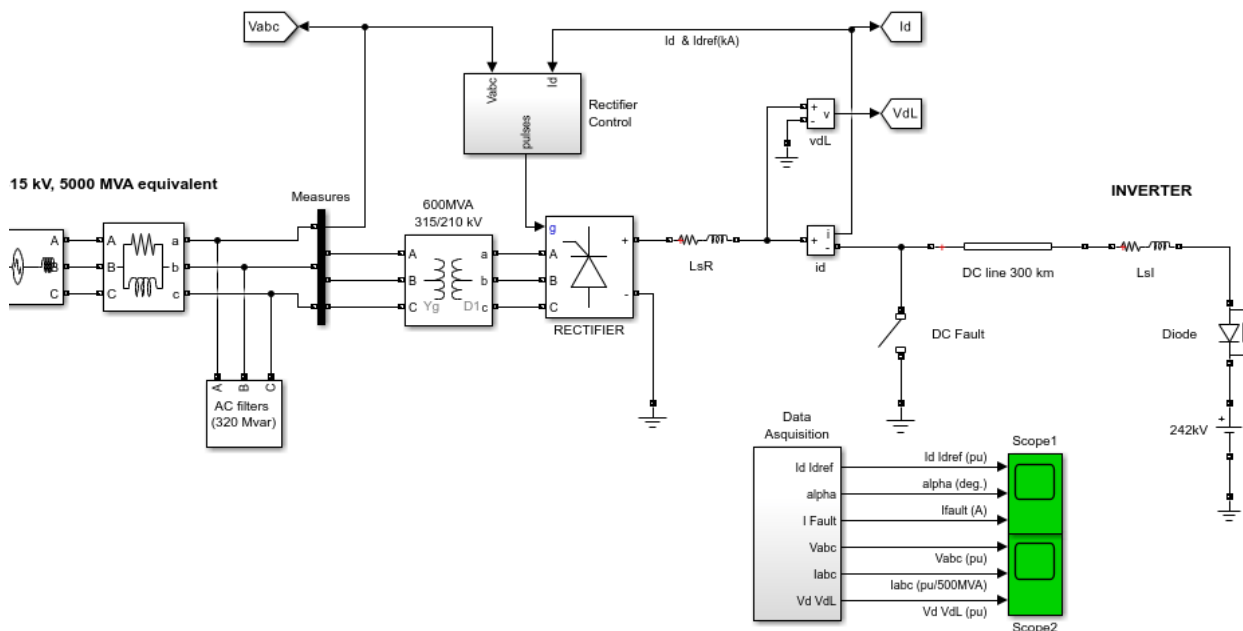 Vabc
Id & Idref(kA)
Id
Vabc
Id
pulses
Rectifier
Control
+
-
v
vdL
VdL
15 kV, 5000 MVA equivalent
Measures
600MVA
315/210 kV
INVERTER
A
B
C
A
B
C
a
b
c
A
B
C
Yg
a
b
c
D1
g
A
B
C
+
-
RECTIFIER
LsR
+
i
-
id
DC line 300 km
LsI
DC Fault
Diode
A
B
C
AC filters
(320 Mvar)
+
242kV
Data
Asquisition
Scope1
Id Idref
Id Idref (pu)
alpha
alpha (deg.)
I Fault
Ifault (A)
Vabc
Vabc (pu)
Iabc
Iabc (pu/500MVA)
Vd VdL
Vd VdL (pu)
Scope2